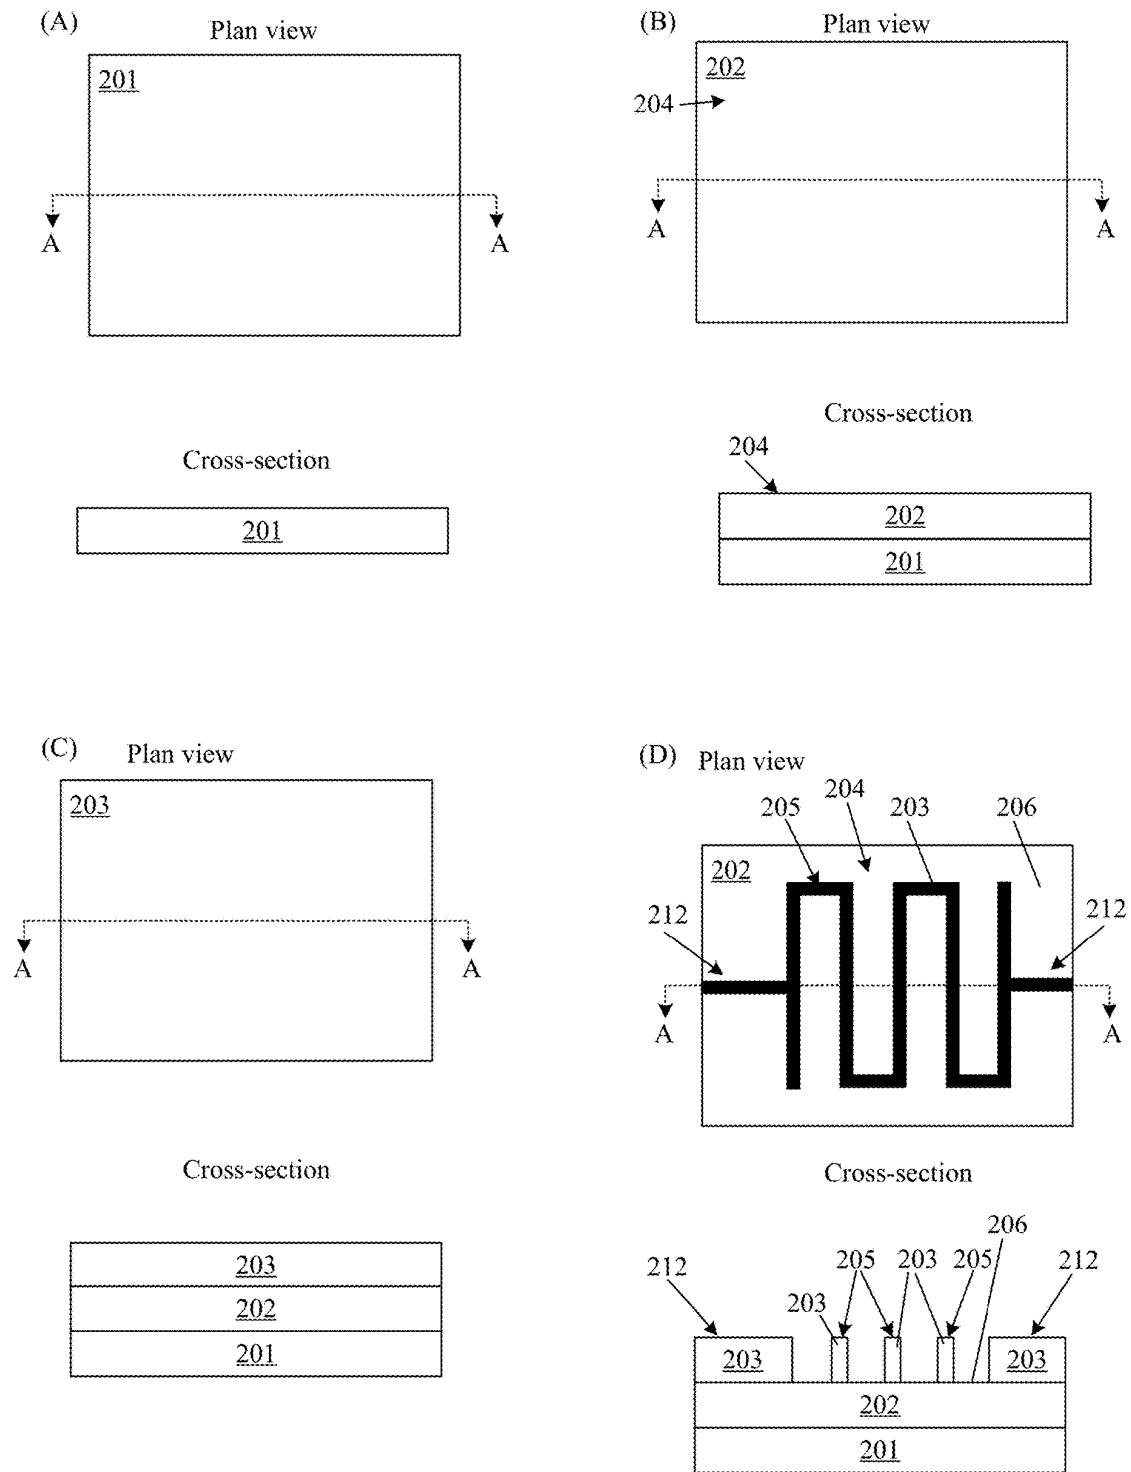 (A)
Plan view
201
A A
Cross-section
201
(B)
Plan view
202
204
A A
Cross-section
204
202
201
(C)
Plan view
203
A A
Cross-section
203
202
201
(D) Plan view
205 204 203 206
202
212 212
A A
Cross-section
206
212 205 203 205 212
203
203 203
202
201